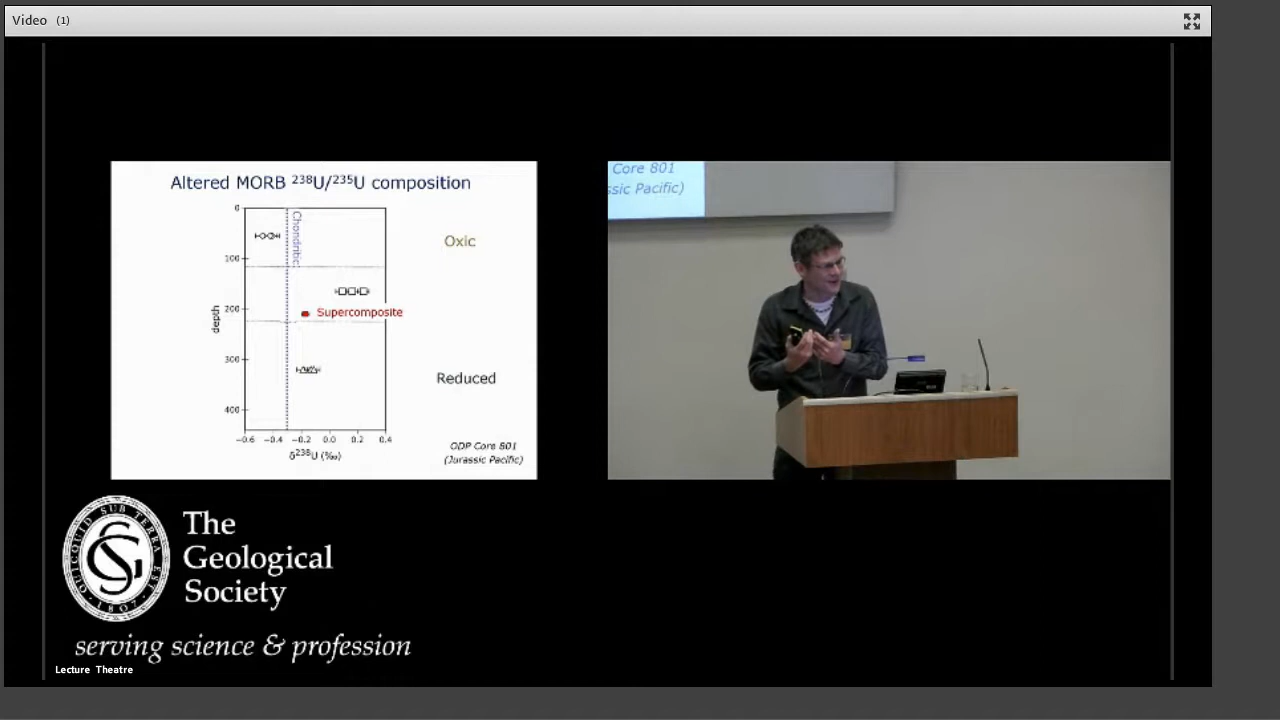 Video (1)
Altered MORB ²³⁸U/²³⁵U composition
Chondritic
Oxic
Supercomposite
Reduced
depth
0
100
200
300
400
−0.6 −0.4 −0.2 0.0 0.2 0.4
δ²³⁸U (‰)
ODP Core 801
(Jurassic Pacific)
Core 801
ssic Pacific)
QUICQUID SUB TERRA EST
1807
The
Geological
Society
serving science & profession
Lecture Theatre